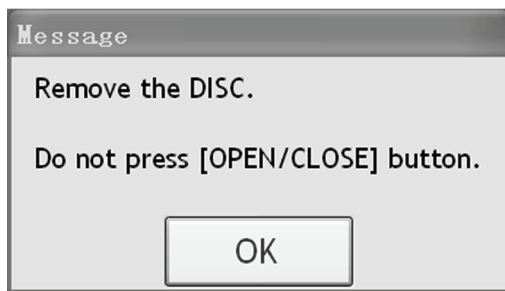 Message
Remove the DISC.
Do not press [OPEN/CLOSE] button.
OK